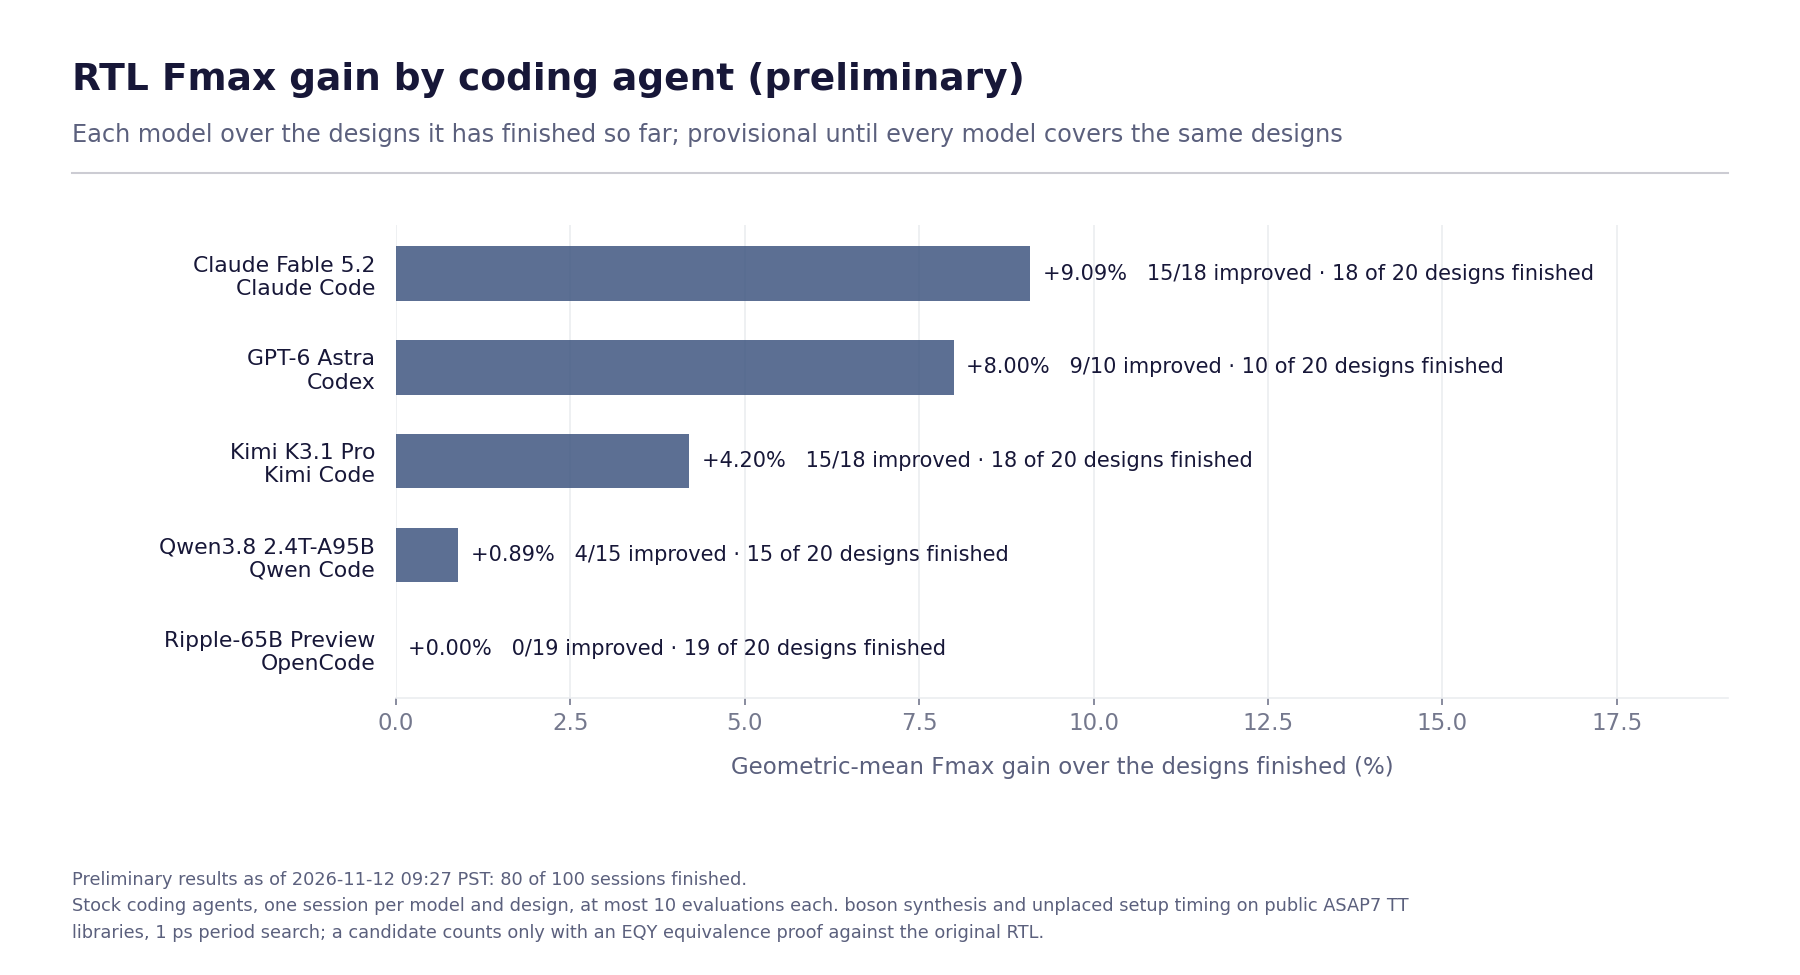 RTL Fmax gain by coding agent (preliminary)
Each model over the designs it has finished so far; provisional until every model covers the same designs
Claude Fable 5.2
Claude Code
+9.09%   15/18 improved · 18 of 20 designs finished
GPT-6 Astra
Codex
+8.00%   9/10 improved · 10 of 20 designs finished
Kimi K3.1 Pro
Kimi Code
+4.20%   15/18 improved · 18 of 20 designs finished
Qwen3.8 2.4T-A95B
Qwen Code
+0.89%   4/15 improved · 15 of 20 designs finished
Ripple-65B Preview
OpenCode
+0.00%   0/19 improved · 19 of 20 designs finished
0.0 2.5 5.0 7.5 10.0 12.5 15.0 17.5
Geometric-mean Fmax gain over the designs finished (%)
Preliminary results as of 2026-11-12 09:27 PST: 80 of 100 sessions finished.
Stock coding agents, one session per model and design, at most 10 evaluations each. boson synthesis and unplaced setup timing on public ASAP7 TT
libraries, 1 ps period search; a candidate counts only with an EQY equivalence proof against the original RTL.